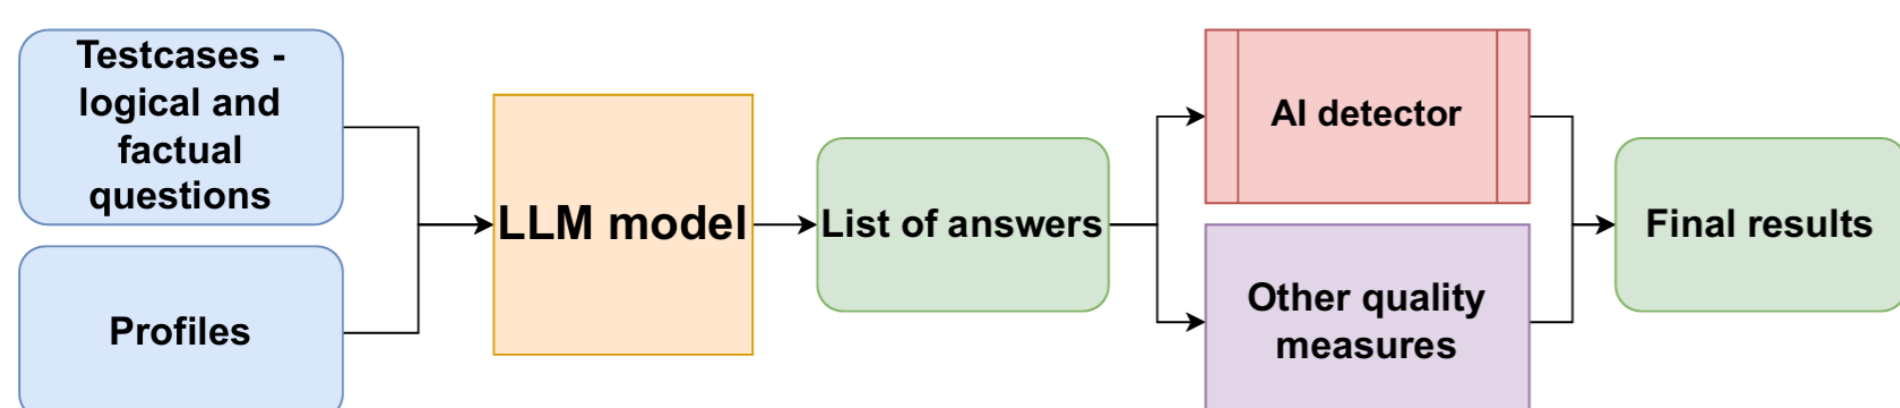 Testcases -
logical and
factual
questions
Profiles
LLM model
List of answers
AI detector
Other quality
measures
Final results